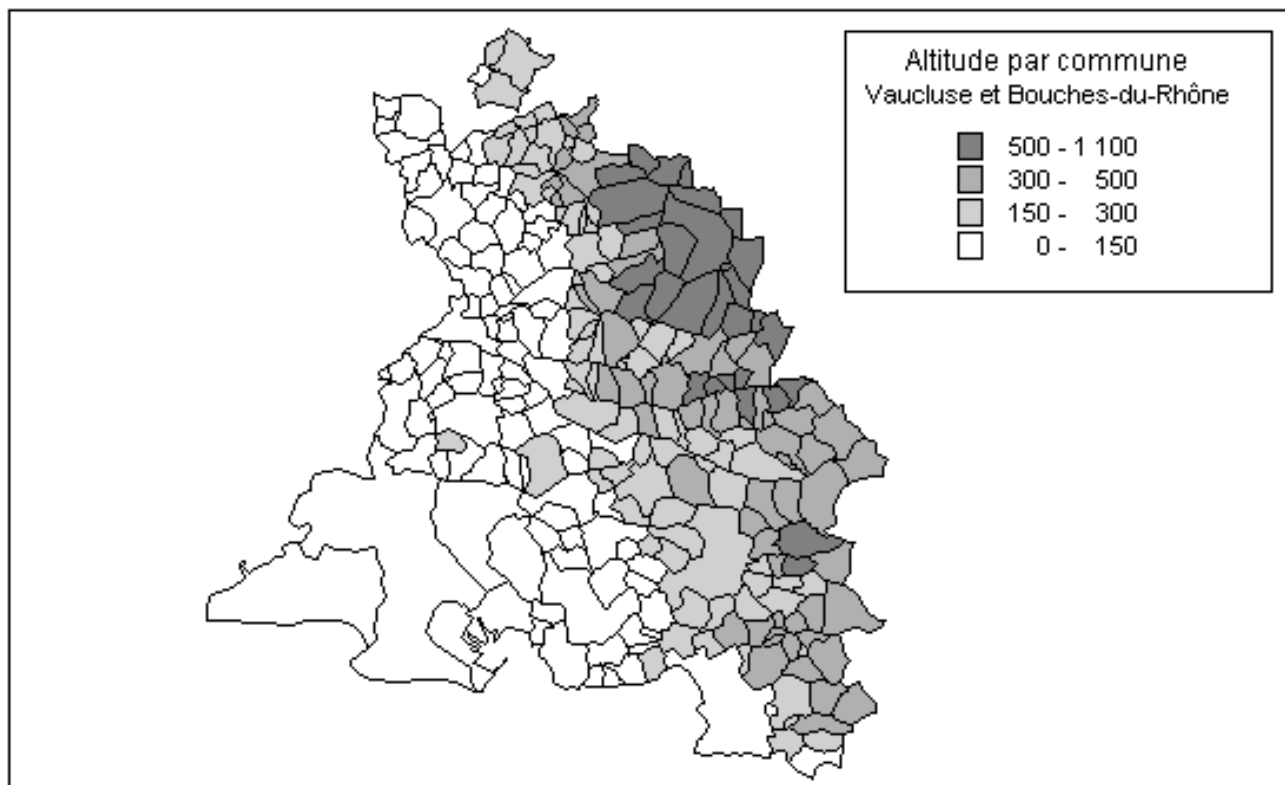 Altitude par commune
Vaucluse et Bouches-du-Rhône
500 - 1 100
300 - 500
150 - 300
0 - 150